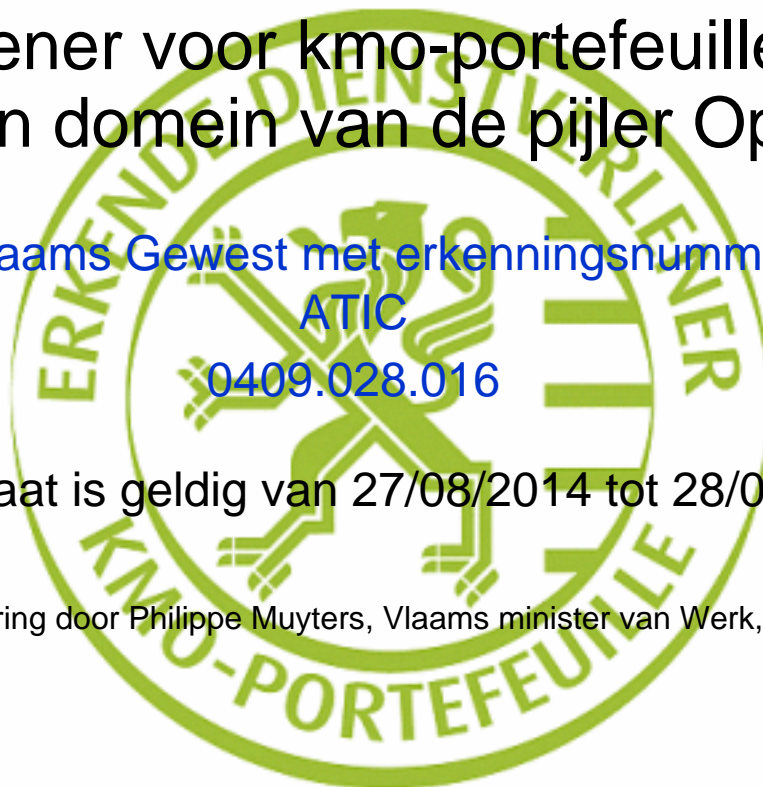 ener voor kmo-portefeuille
n domein van de pijler Op
aams Gewest met erkenningsnumm
ATIC
0409.028.016
aat is geldig van 27/08/2014 tot 28/0
ring door Philippe Muyters, Vlaams minister van Werk,
ERKENDE DIENSTVERLENER
KMO-PORTEFEUILLE